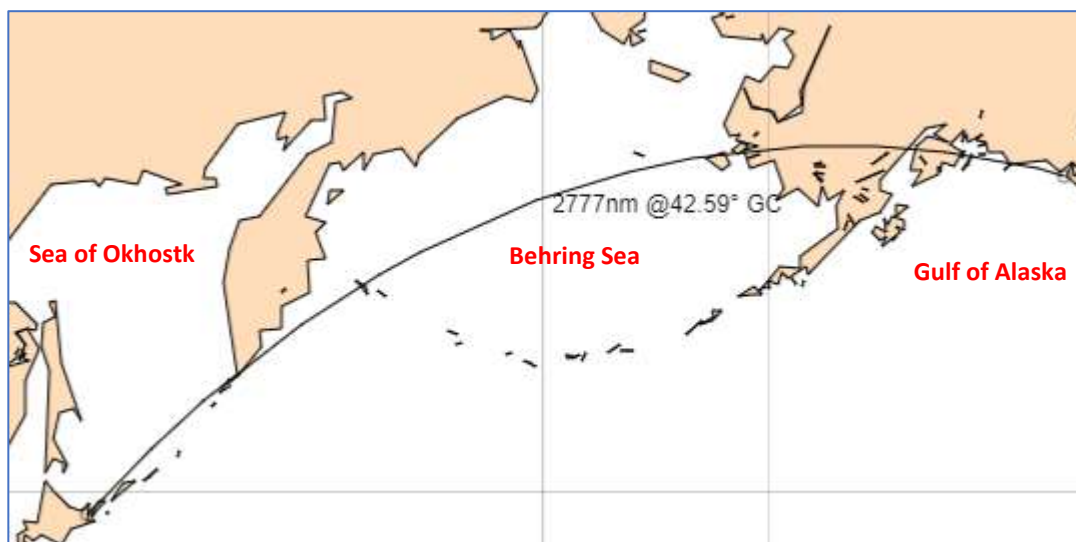 2777nm @42.59° GC
Sea of Okhostk
Behring Sea
Gulf of Alaska